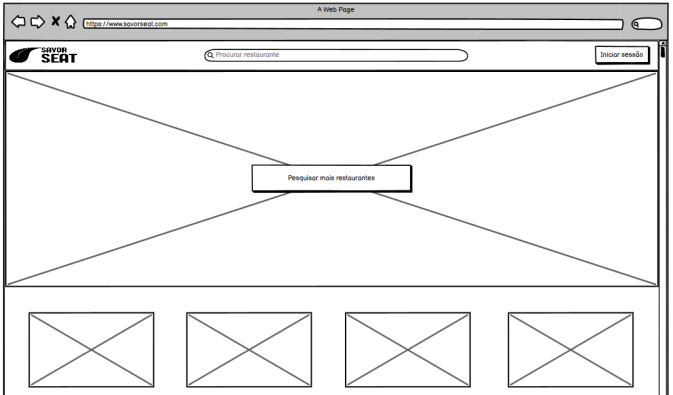 A Web Page
https://www.savorseat.com
SAVOR
SEAT
Procurar restaurante
Iniciar sessão
Pesquisar mais restaurantes